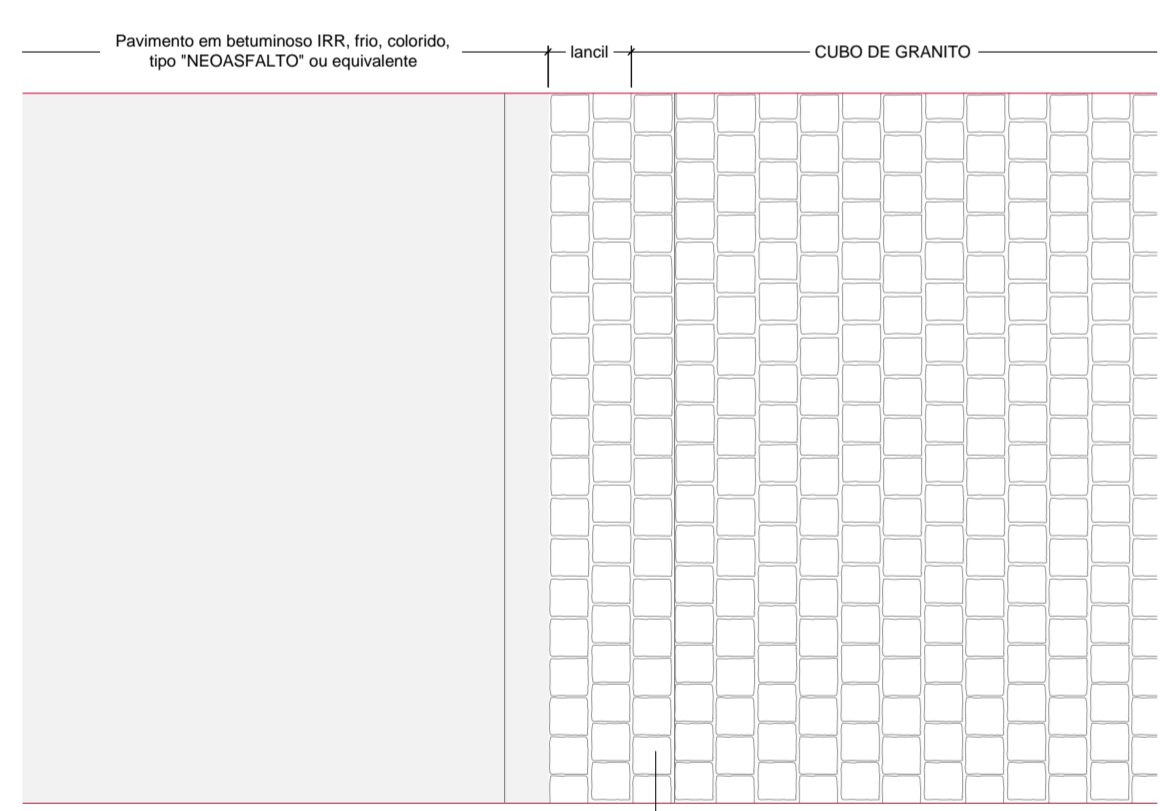 Pavimento em betuminoso IRR, frio, colorido,
tipo "NEOASFALTO" ou equivalente
lancil
CUBO DE GRANITO